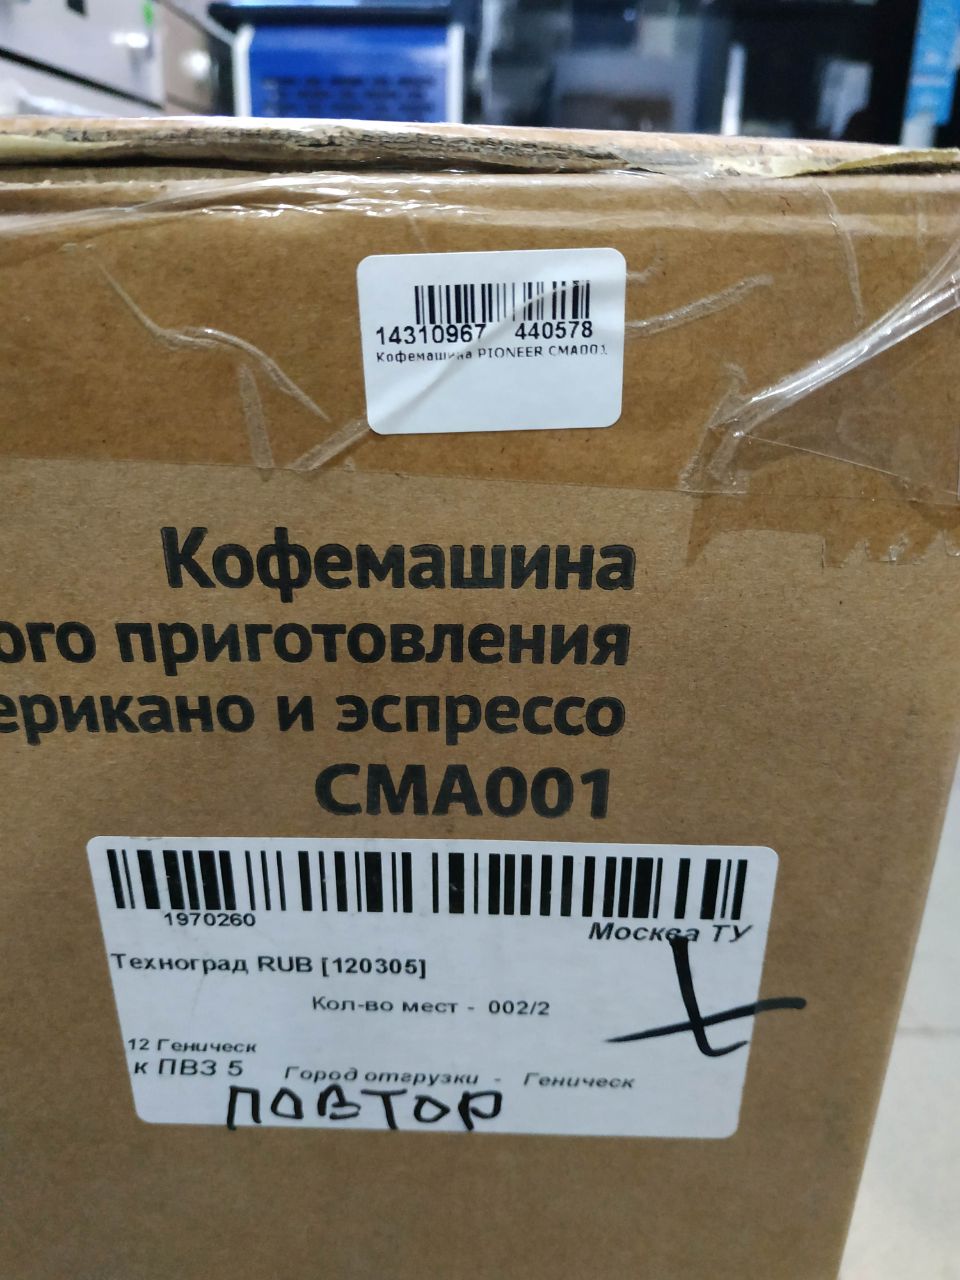 14310967 440578
Кофемашина PIONEER CMA001
Кофемашина
ого приготовления
ерикано и эспрессо
CMA001
1970260
Москва ТУ
Техноград RUB [120305]
Кол-во мест - 002/2
12 Геническ
к ПВЗ 5
Город отгрузки - Геническ
ПОВТОР